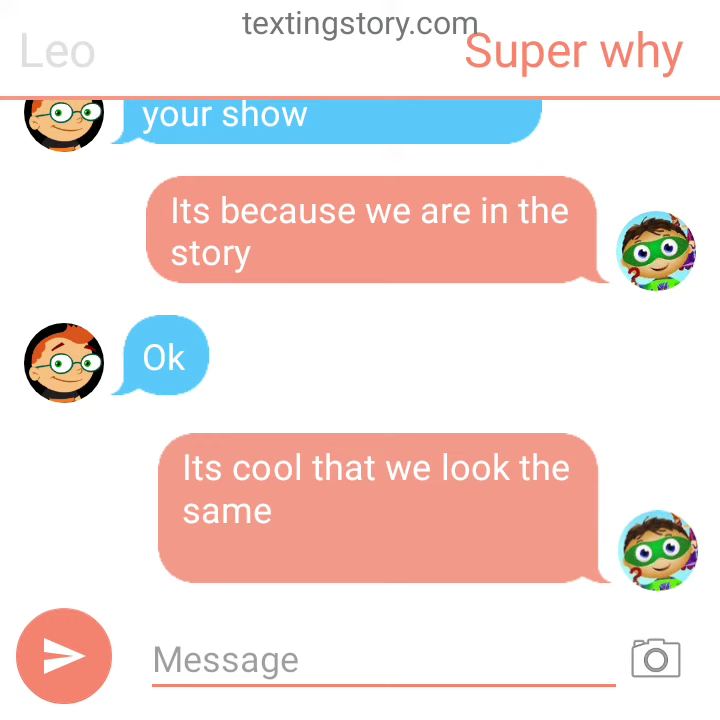 textingstory.com
Leo
Super why
your show
Its because we are in the
story
Ok
Its cool that we look the
same
Message